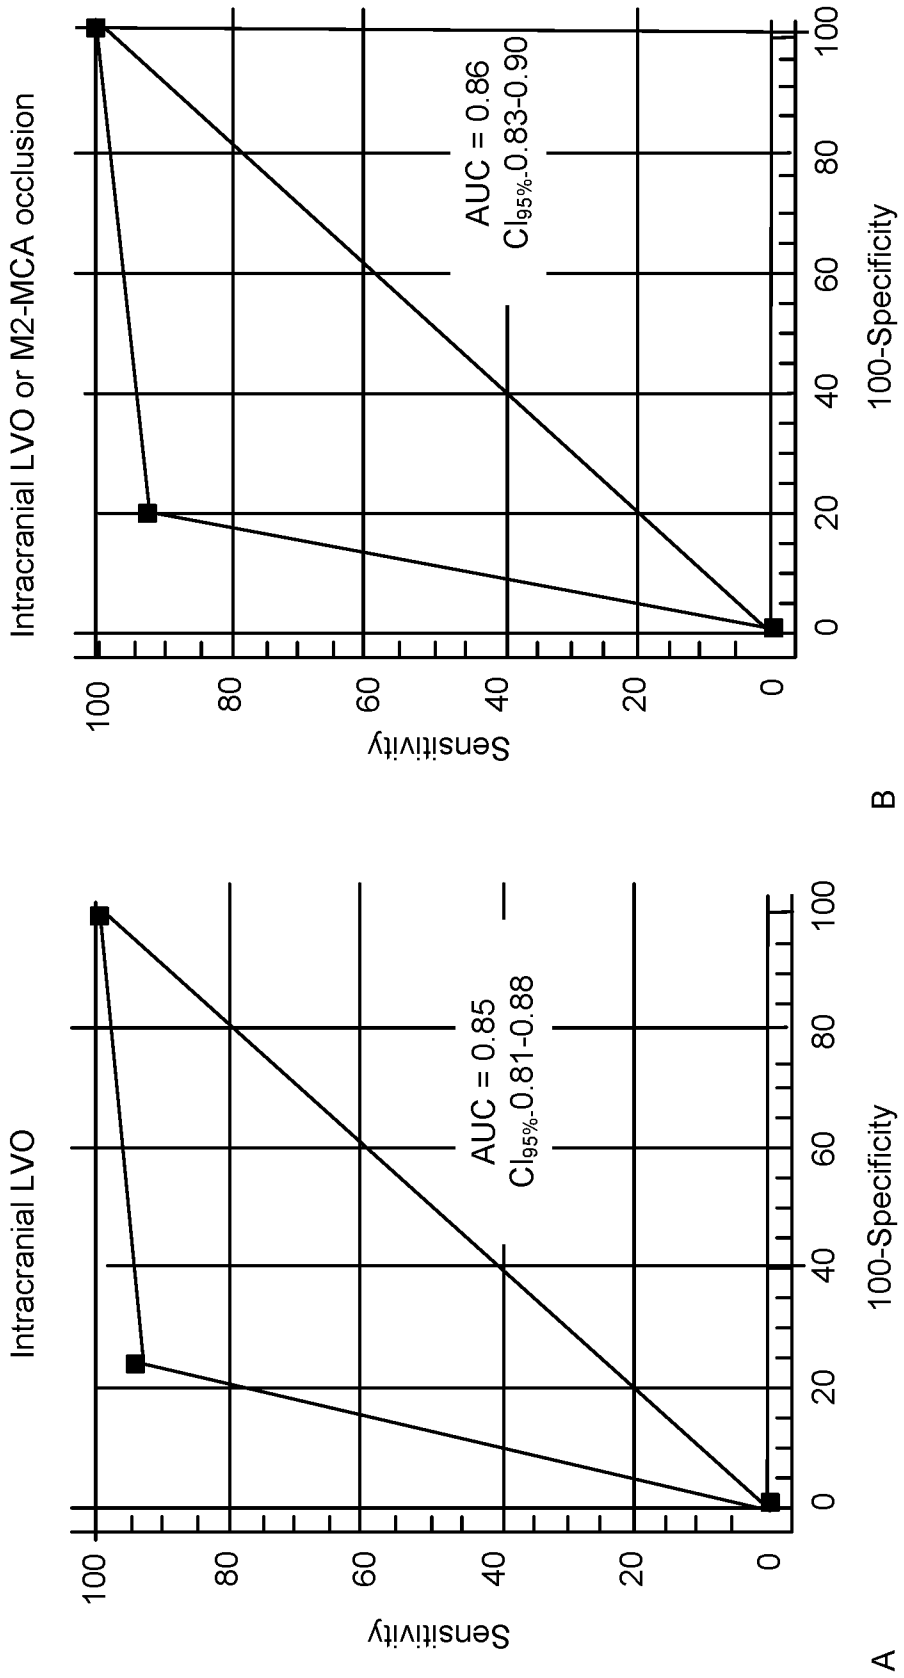 Intracranial LVO
100
80
60
40
20
0
Sensitivity
AUC = 0.85
CI95%-0.81-0.88
0 20 40 60 80 100
100-Specificity
A
Intracranial LVO or M2-MCA occlusion
100
80
60
40
20
0
Sensitivity
AUC = 0.86
CI95%-0.83-0.90
0 20 40 60 80 100
100-Specificity
B